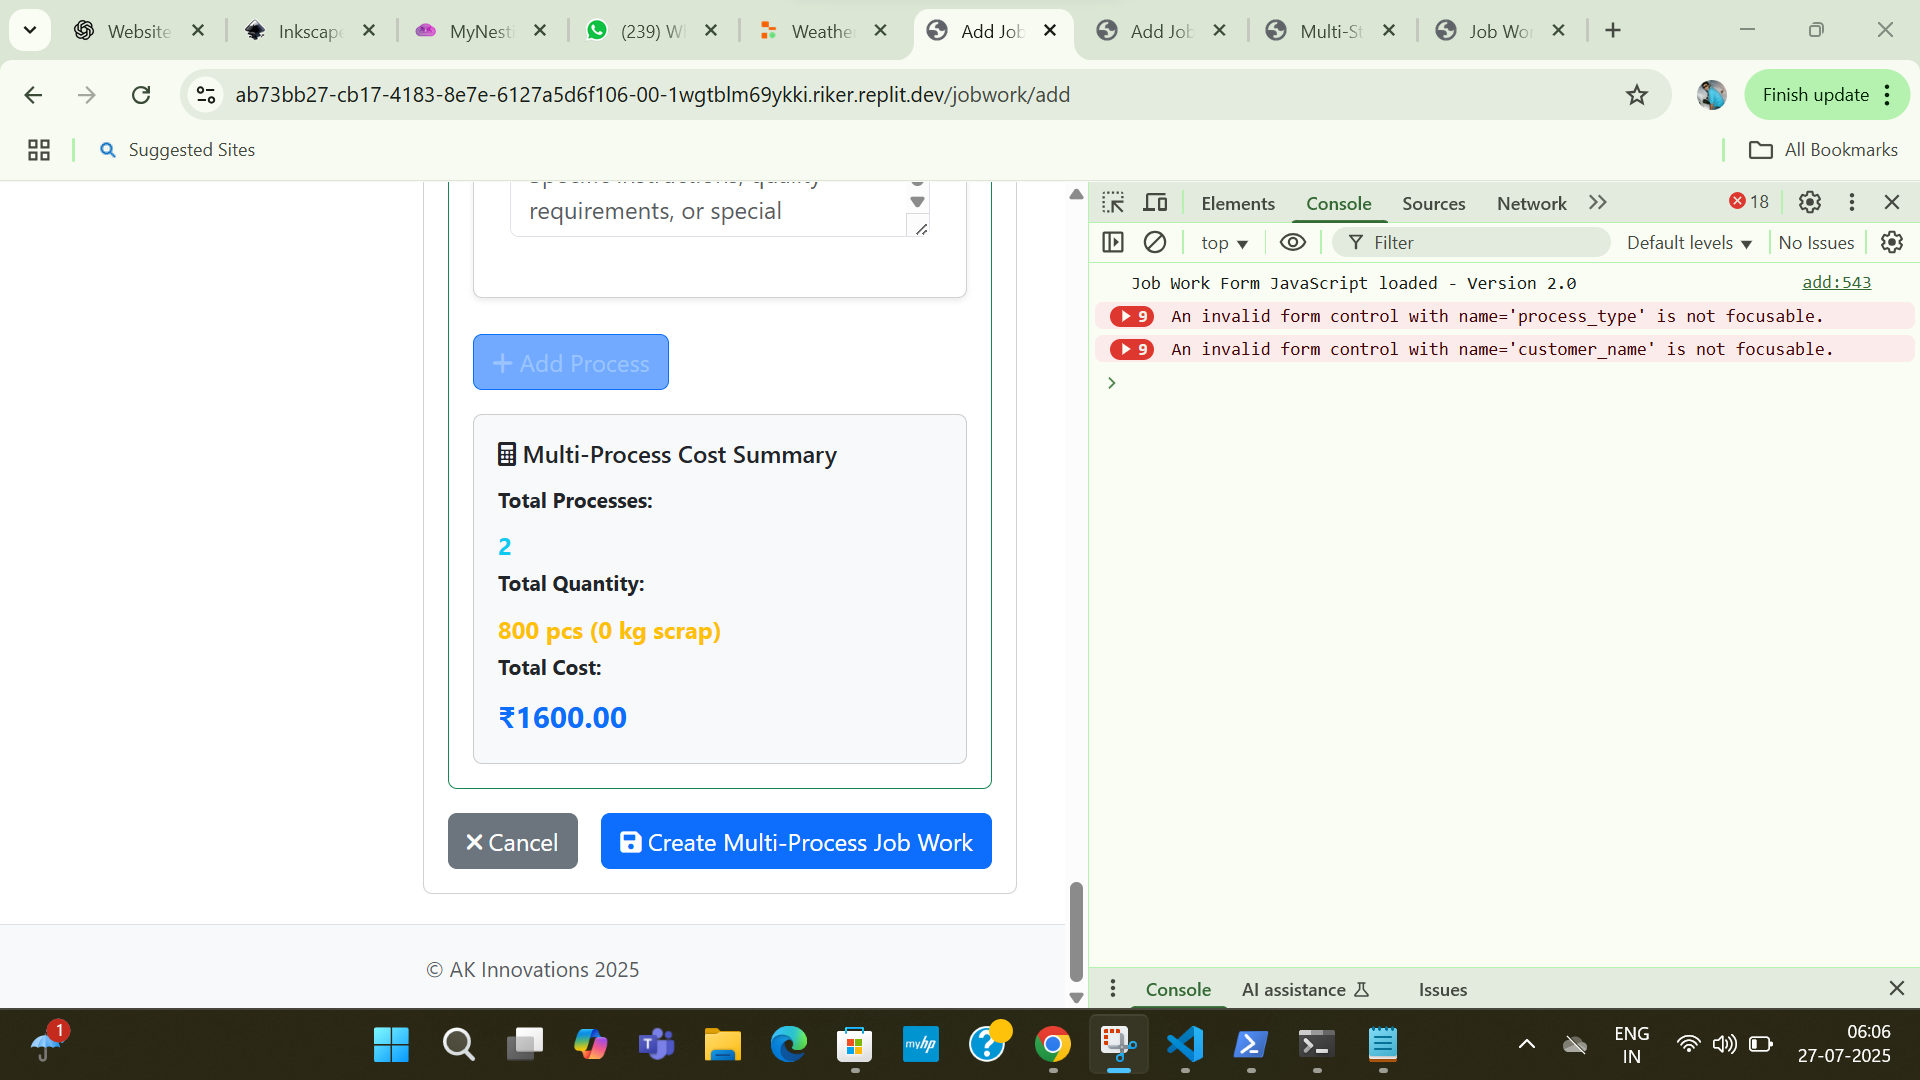 Website
Inkscape
MyNesti
(239) W
Weather
Add Job
Add Job
Multi-St
Job Wor
ab73bb27-cb17-4183-8e7e-6127a5d6f106-00-1wgtblm69ykki.riker.replit.dev/jobwork/add
Finish update
Suggested Sites
All Bookmarks
Specific instructions, quality
requirements, or special
Add Process
Multi-Process Cost Summary
Total Processes:
2
Total Quantity:
800 pcs (0 kg scrap)
Total Cost:
₹1600.00
Cancel
Create Multi-Process Job Work
© AK Innovations 2025
Elements
Console
Sources
Network
18
top
Filter
Default levels
No Issues
Job Work Form JavaScript loaded - Version 2.0
add:543
9 An invalid form control with name='process_type' is not focusable.
9 An invalid form control with name='customer_name' is not focusable.
Console
AI assistance
Issues
1
myhp
ENG
IN
06:06
27-07-2025